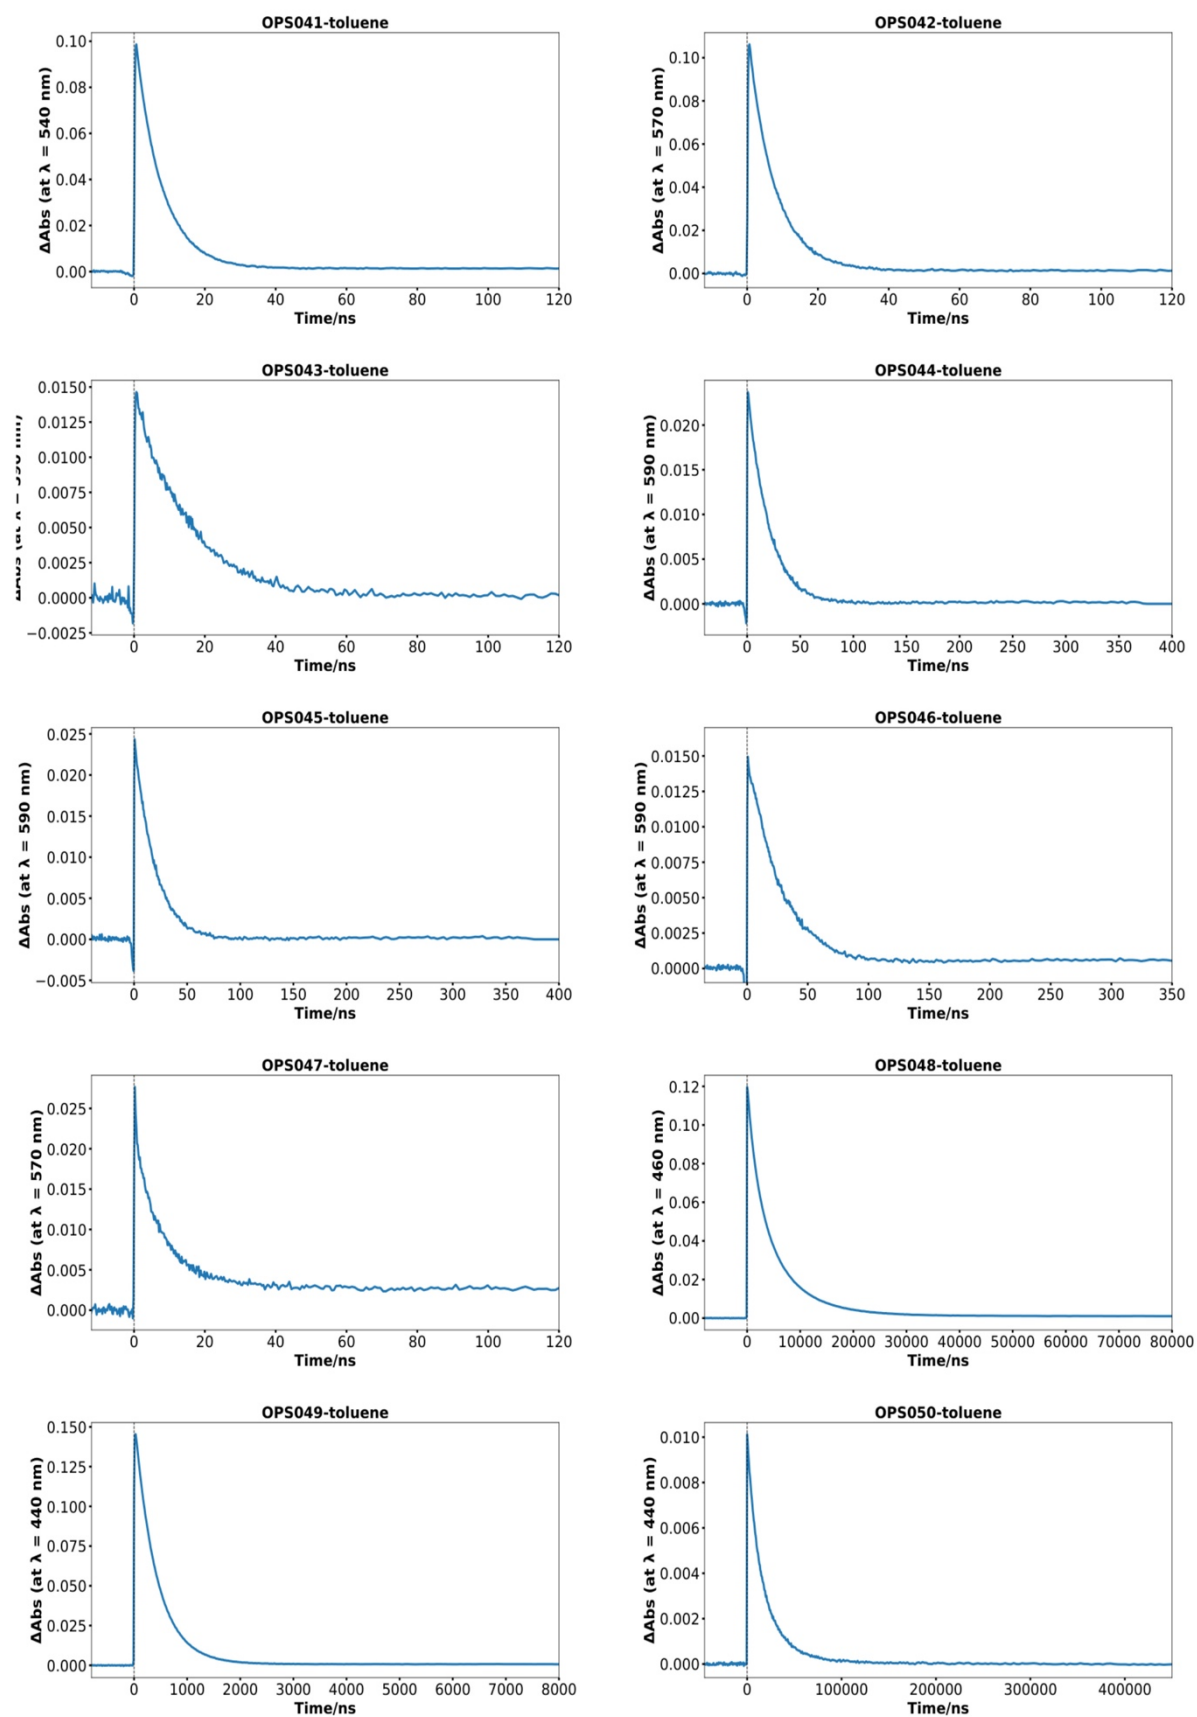 OPS041-toluene
ΔAbs (at λ = 540 nm)
0.10
0.08
0.06
0.04
0.02
0.00
0 20 40 60 80 100 120
Time/ns
OPS042-toluene
ΔAbs (at λ = 570 nm)
0.10
0.08
0.06
0.04
0.02
0.00
0 20 40 60 80 100 120
Time/ns
OPS043-toluene
0.0150
0.0125
0.0100
0.0075
0.0050
0.0025
0.0000
−0.0025
0 20 40 60 80 100 120
Time/ns
OPS044-toluene
ΔAbs (at λ = 590 nm)
0.020
0.015
0.010
0.005
0.000
0 50 100 150 200 250 300 350 400
Time/ns
OPS045-toluene
ΔAbs (at λ = 590 nm)
0.025
0.020
0.015
0.010
0.005
0.000
−0.005
0 50 100 150 200 250 300 350 400
Time/ns
OPS046-toluene
ΔAbs (at λ = 590 nm)
0.0150
0.0125
0.0100
0.0075
0.0050
0.0025
0.0000
0 50 100 150 200 250 300 350
Time/ns
OPS047-toluene
ΔAbs (at λ = 570 nm)
0.025
0.020
0.015
0.010
0.005
0.000
0 20 40 60 80 100 120
Time/ns
OPS048-toluene
ΔAbs (at λ = 460 nm)
0.12
0.10
0.08
0.06
0.04
0.02
0.00
0 10000 20000 30000 40000 50000 60000 70000 80000
Time/ns
OPS049-toluene
ΔAbs (at λ = 440 nm)
0.150
0.125
0.100
0.075
0.050
0.025
0.000
0 1000 2000 3000 4000 5000 6000 7000 8000
Time/ns
OPS050-toluene
ΔAbs (at λ = 440 nm)
0.010
0.008
0.006
0.004
0.002
0.000
0 100000 200000 300000 400000
Time/ns